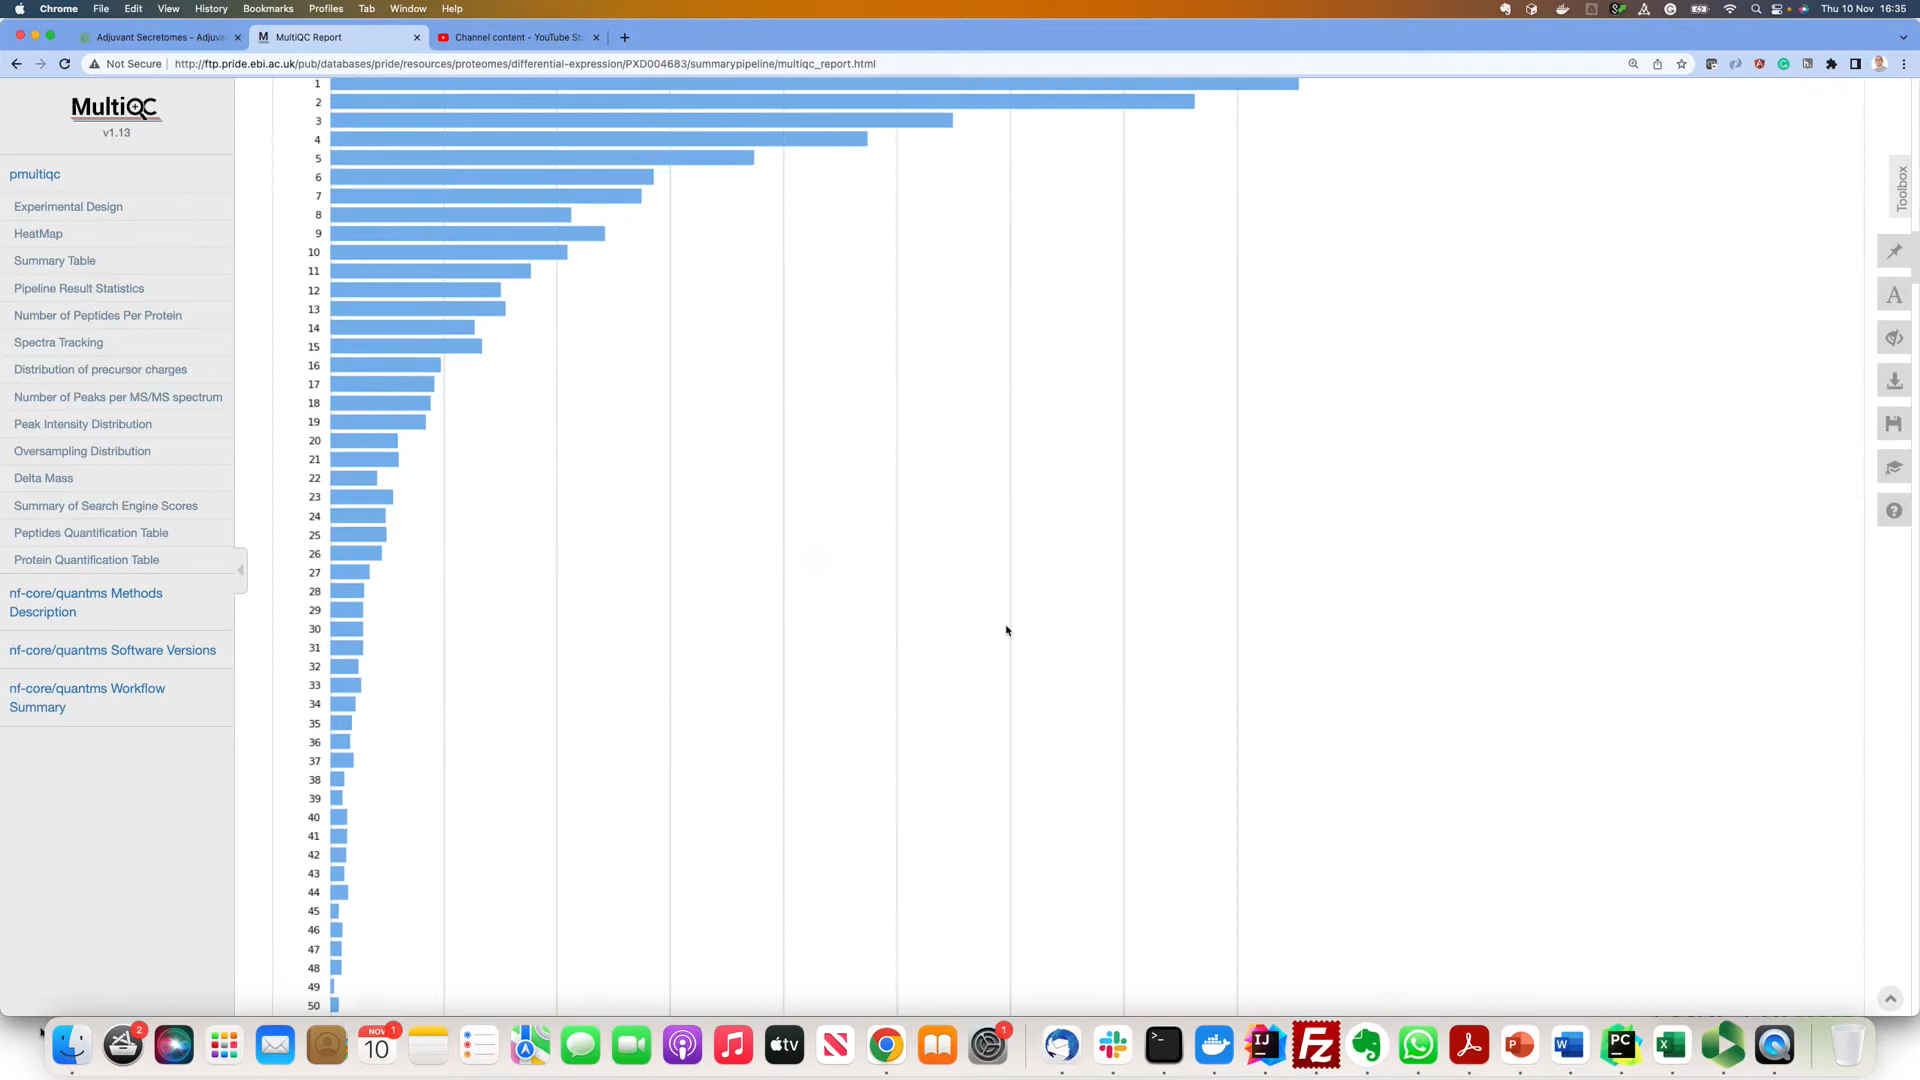 Chrome File Edit View History Bookmarks Profiles Tab Window Help Thu 10 Nov 16:35
Adjuvant Secretomes - Adjuva MultiQC Report Channel content - YouTube St
Not Secure http://ftp.pride.ebi.ac.uk/pub/databases/pride/resources/proteomes/differential-expression/PXD004683/summarypipeline/multiqc_report.html
MultiQC
v1.13
pmultiqc
Experimental Design
HeatMap
Summary Table
Pipeline Result Statistics
Number of Peptides Per Protein
Spectra Tracking
Distribution of precursor charges
Number of Peaks per MS/MS spectrum
Peak Intensity Distribution
Oversampling Distribution
Delta Mass
Summary of Search Engine Scores
Peptides Quantification Table
Protein Quantification Table
nf-core/quantms Methods
Description
nf-core/quantms Software Versions
nf-core/quantms Workflow
Summary
1
2
3
4
5
6
7
8
9
10
11
12
13
14
15
16
17
18
19
20
21
22
23
24
25
26
27
28
29
30
31
32
33
34
35
36
37
38
39
40
41
42
43
44
45
46
47
48
49
50
Toolbox
A
2
NOV
10
1
tv
1
IJ
FZ
P
W
PC
X